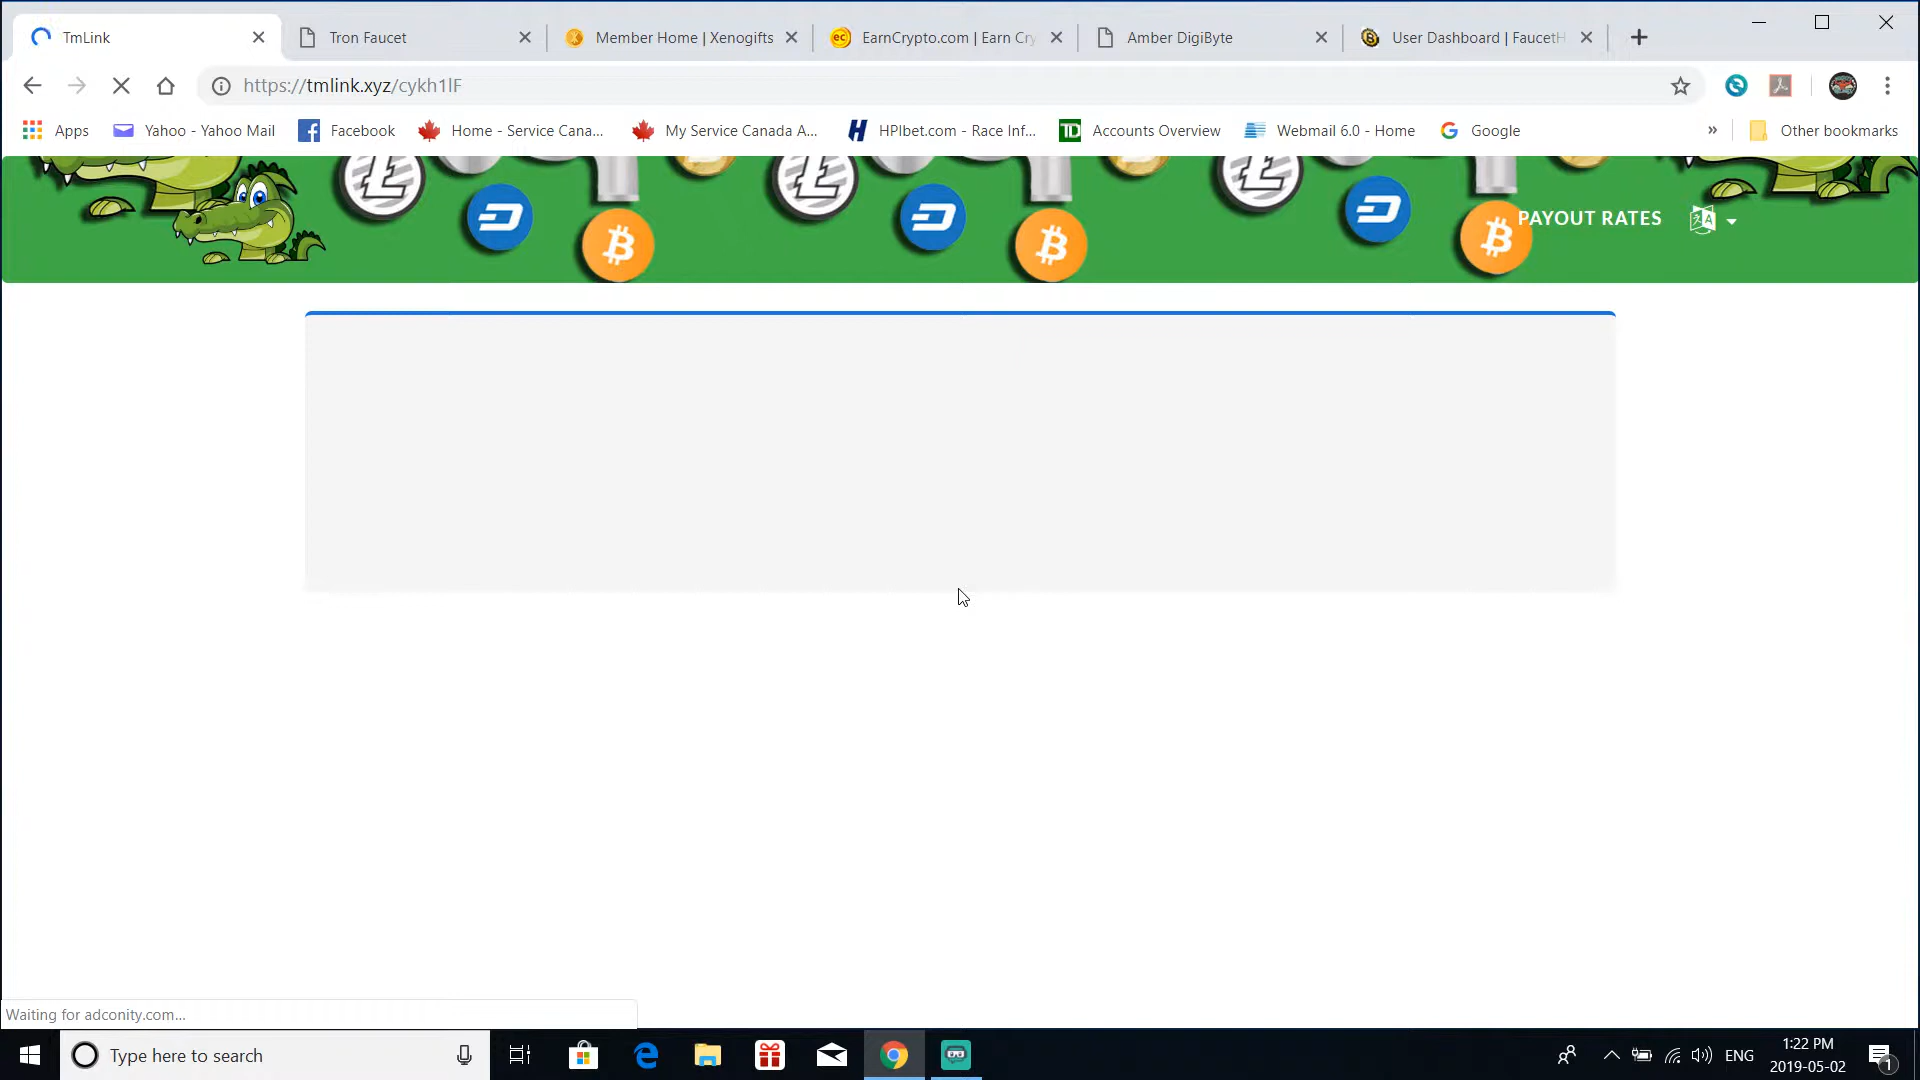 TmLink
Tron Faucet
Member Home | Xenogifts
EarnCrypto.com | Earn Cry
Amber DigiByte
User Dashboard | FaucetH
https://tmlink.xyz/cykh1lF
Apps
Yahoo - Yahoo Mail
Facebook
Home - Service Cana...
My Service Canada A...
HPIbet.com - Race Inf...
TD
Accounts Overview
Webmail 6.0 - Home
Google
»
Other bookmarks
PAYOUT RATES
Waiting for adconity.com...
Type here to search
ENG
1:22 PM
2019-05-02
1